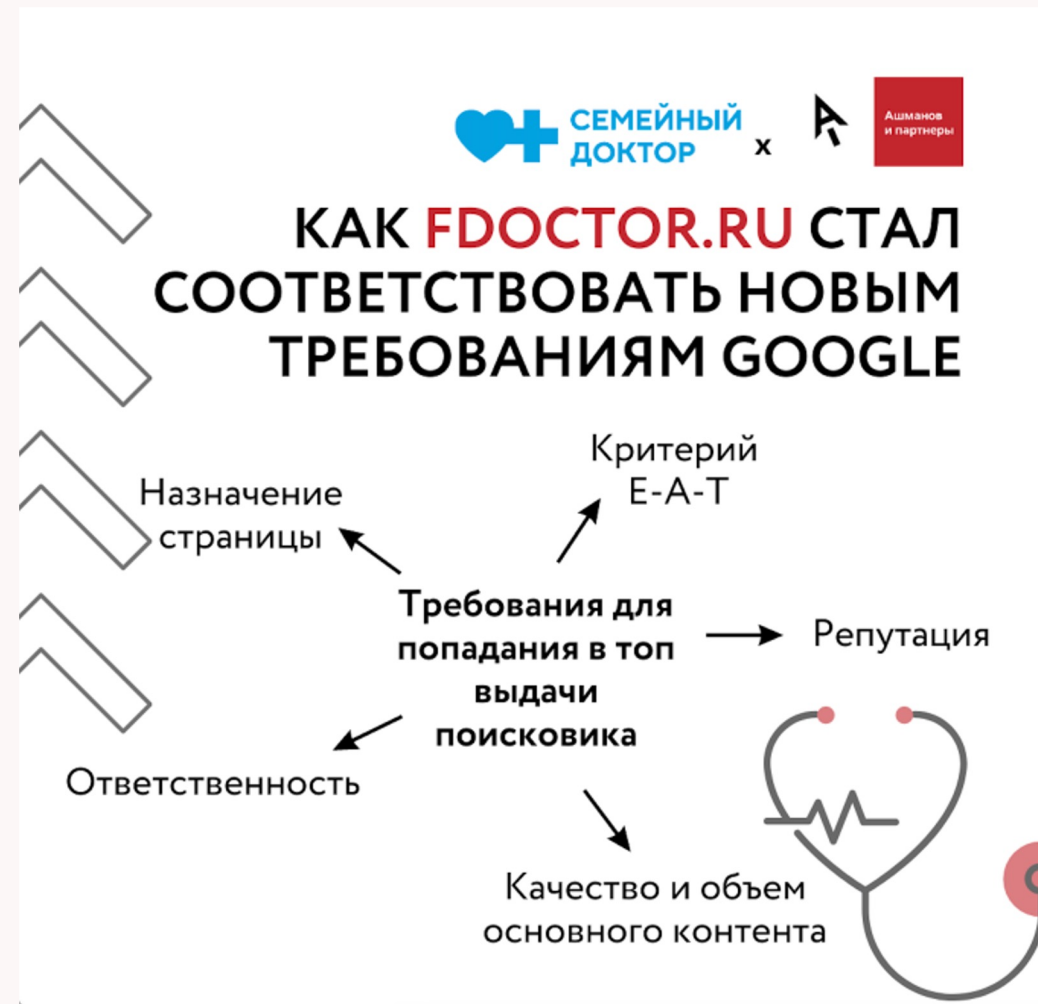 СЕМЕЙНЫЙ
ДОКТОР
х
Ашманов
и партнеры
КАК FDOCTOR.RU СТАЛ
СООТВЕТСТВОВАТЬ НОВЫМ
ТРЕБОВАНИЯМ GOOGLE
Критерий
E-A-T
Назначение
страницы
Требования для
попадания в топ
выдачи
поисковика
Репутация
Ответственность
Качество и объем
основного контента